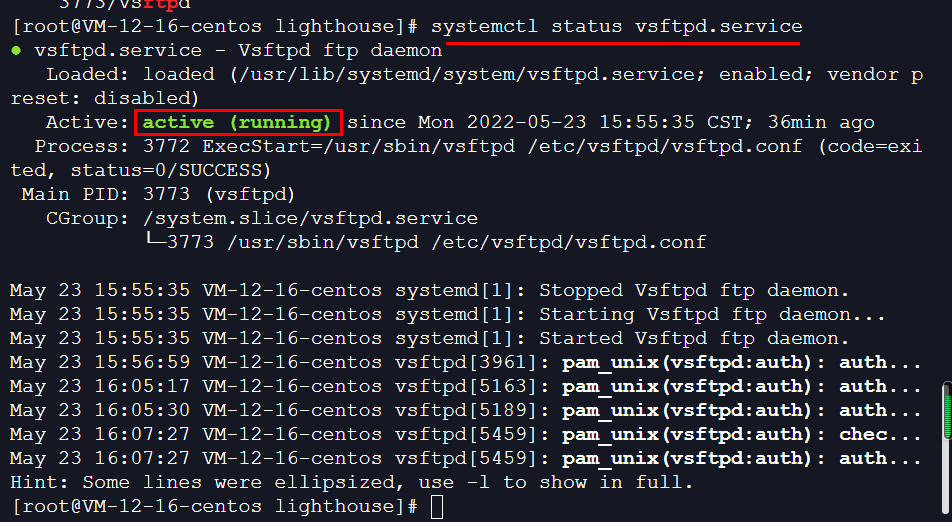 3773/vsftpd
[root@VM-12-16-centos lighthouse]# systemctl status vsftpd.service
● vsftpd.service - Vsftpd ftp daemon
   Loaded: loaded (/usr/lib/systemd/system/vsftpd.service; enabled; vendor p
reset: disabled)
   Active: active (running) since Mon 2022-05-23 15:55:35 CST; 36min ago
  Process: 3772 ExecStart=/usr/sbin/vsftpd /etc/vsftpd/vsftpd.conf (code=exi
ted, status=0/SUCCESS)
 Main PID: 3773 (vsftpd)
   CGroup: /system.slice/vsftpd.service
           └─3773 /usr/sbin/vsftpd /etc/vsftpd/vsftpd.conf
May 23 15:55:35 VM-12-16-centos systemd[1]: Stopped Vsftpd ftp daemon.
May 23 15:55:35 VM-12-16-centos systemd[1]: Starting Vsftpd ftp daemon...
May 23 15:55:35 VM-12-16-centos systemd[1]: Started Vsftpd ftp daemon.
May 23 15:56:59 VM-12-16-centos vsftpd[3961]: pam_unix(vsftpd:auth): auth...
May 23 16:05:17 VM-12-16-centos vsftpd[5163]: pam_unix(vsftpd:auth): auth...
May 23 16:05:30 VM-12-16-centos vsftpd[5189]: pam_unix(vsftpd:auth): auth...
May 23 16:07:27 VM-12-16-centos vsftpd[5459]: pam_unix(vsftpd:auth): chec...
May 23 16:07:27 VM-12-16-centos vsftpd[5459]: pam_unix(vsftpd:auth): auth...
Hint: Some lines were ellipsized, use -l to show in full.
[root@VM-12-16-centos lighthouse]#